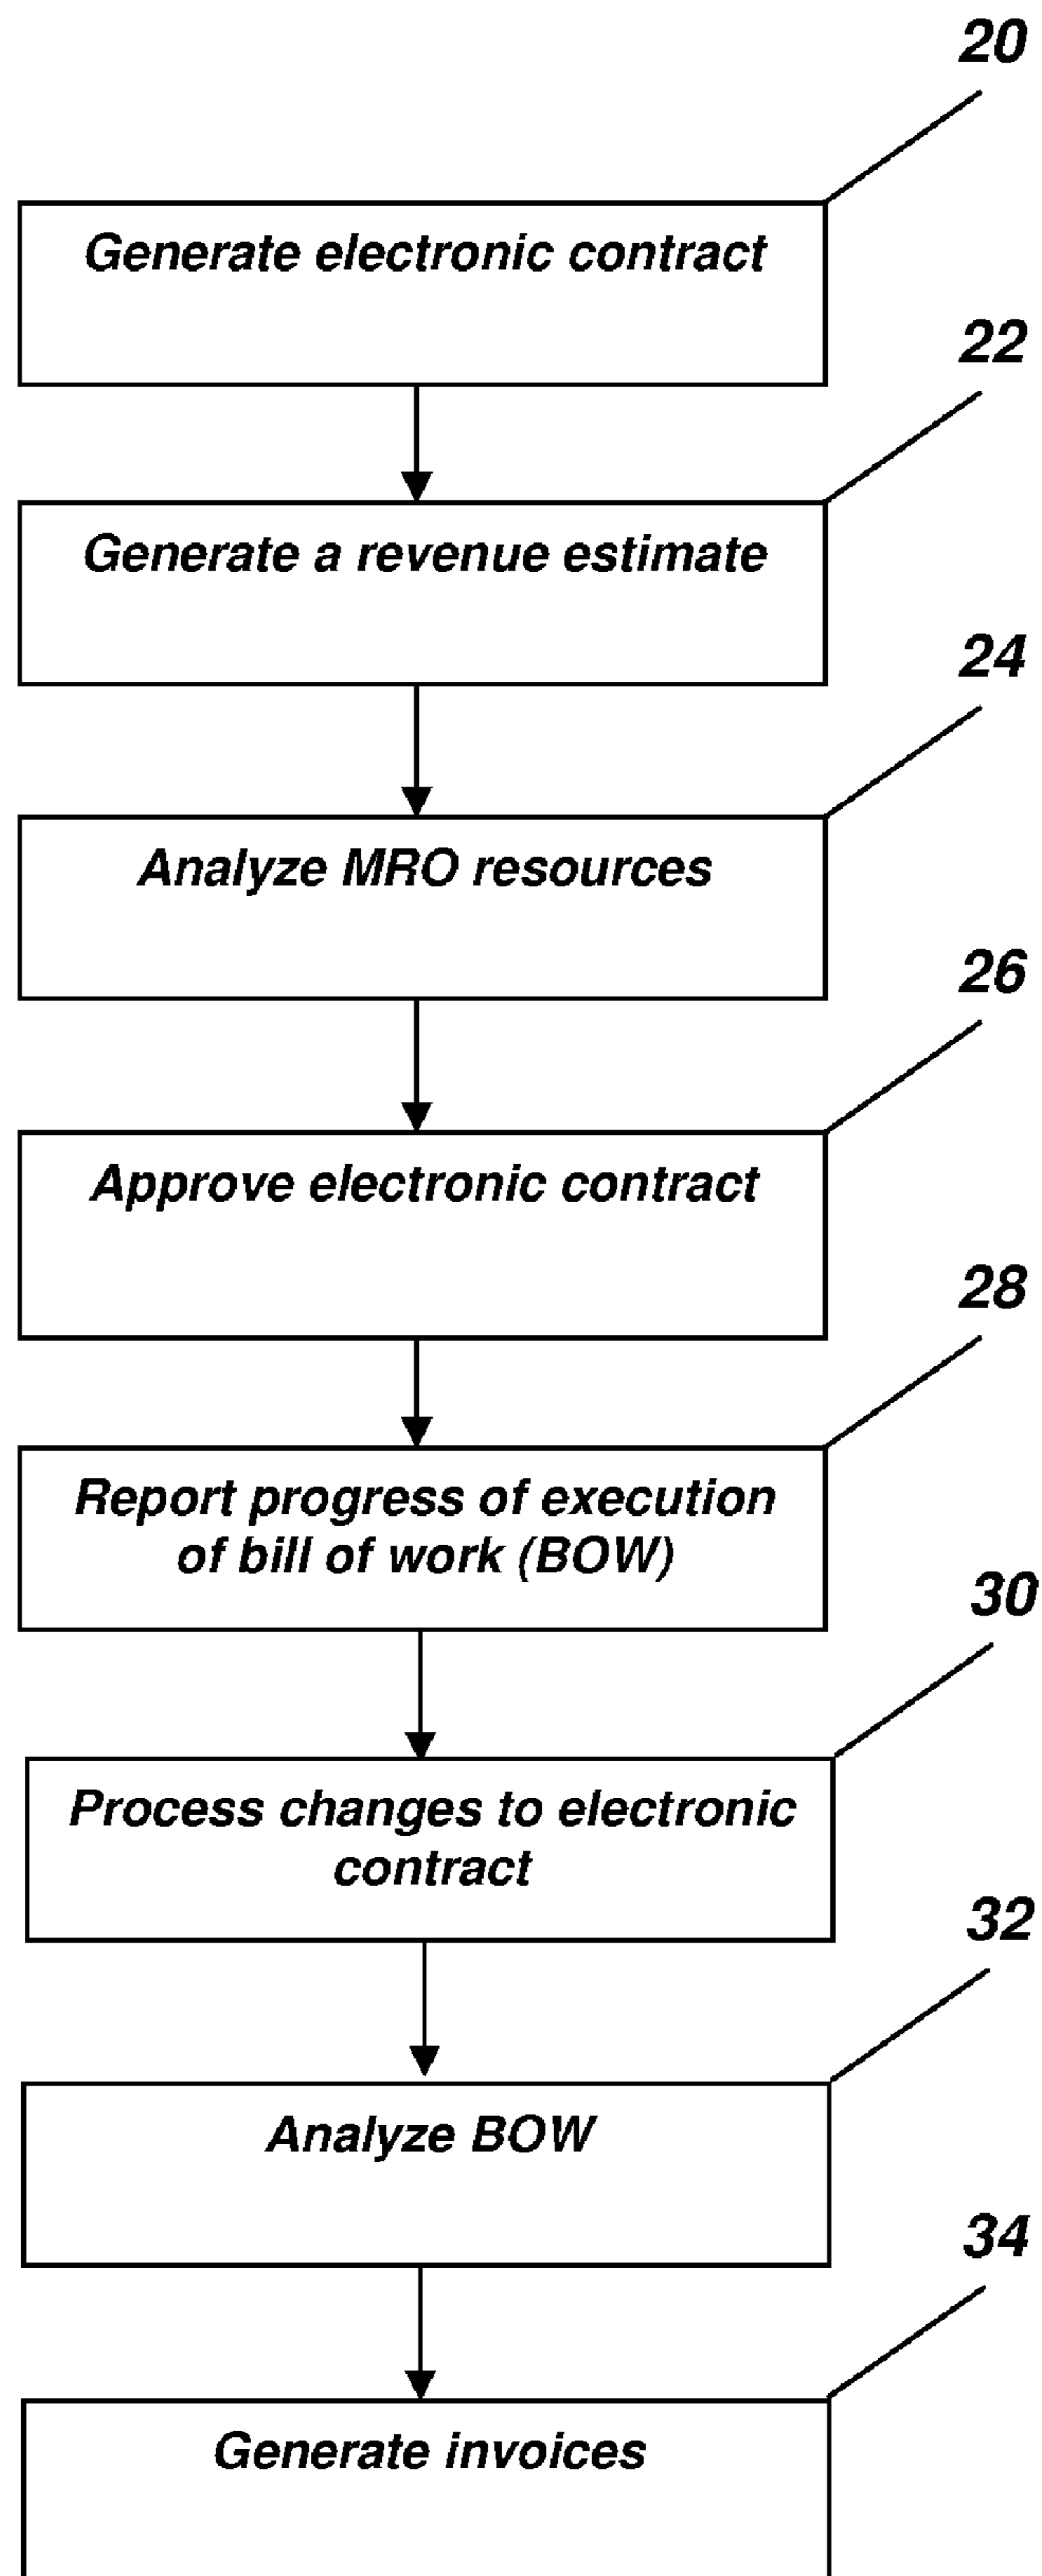 20
Generate electronic contract
22
Generate a revenue estimate
24
Analyze MRO resources
26
Approve electronic contract
28
Report progress of execution
of bill of work (BOW)
30
Process changes to electronic
contract
32
Analyze BOW
34
Generate invoices